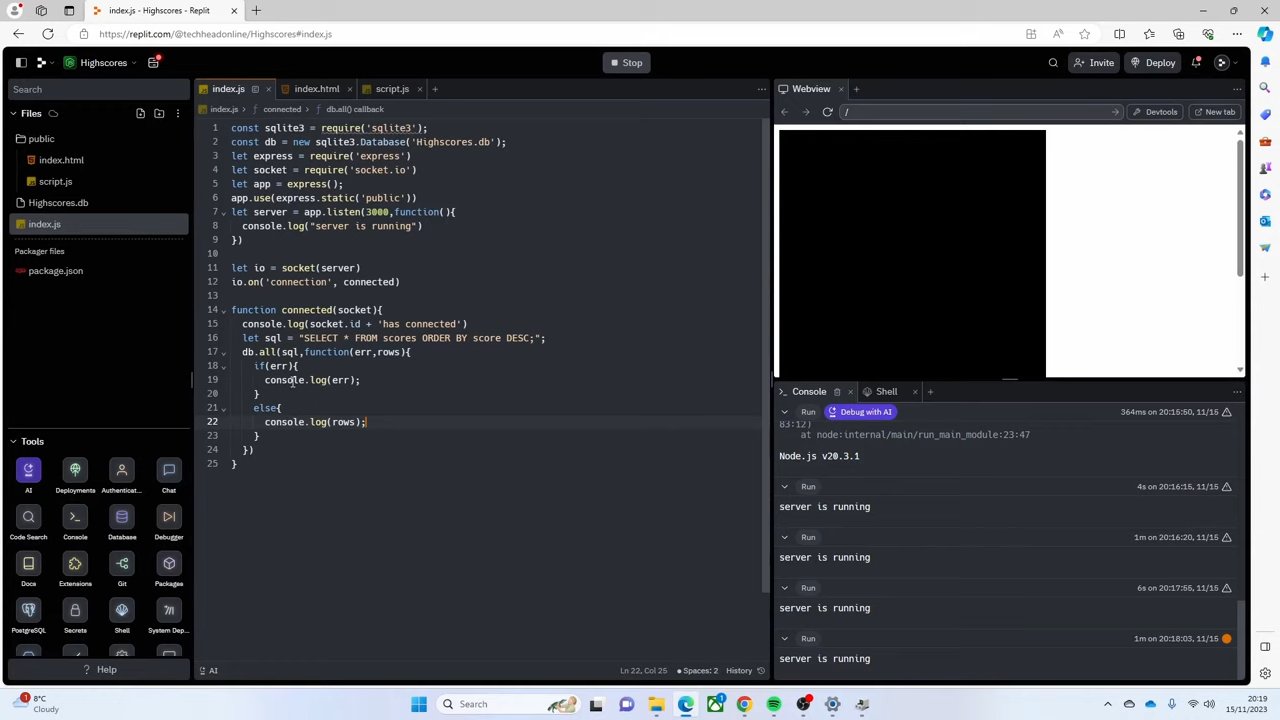 index.js - Highscores - Replit
https://replit.com/@techheadonline/Highscores#index.js
Highscores
Stop
Invite
Deploy
Search
Files
public
index.html
script.js
Highscores.db
index.js
Packager files
package.json
Tools
AI
Deployments
Authenticat...
Chat
Code Search
Console
Database
Debugger
Docs
Extensions
Git
Packages
PostgreSQL
Secrets
Shell
System Dep...
? Help
index.js
index.html
script.js
index.js > connected > db.all() callback
1 const sqlite3 = require('sqlite3');
2 const db = new sqlite3.Database('Highscores.db');
3 let express = require('express')
4 let socket = require('socket.io')
5 let app = express();
6 app.use(express.static('public'))
7 let server = app.listen(3000,function(){
8 console.log("server is running")
9 })
10
11 let io = socket(server)
12 io.on('connection', connected)
13
14 function connected(socket){
15 console.log(socket.id + 'has connected')
16 let sql = "SELECT * FROM scores ORDER BY score DESC;";
17 db.all(sql,function(err,rows){
18 if(err){
19 console.log(err);
20 }
21 else{
22 console.log(rows);
23 }
24 })
25 }
AI
Ln 22, Col 25
Spaces: 2
History
Webview
/
Devtools
New tab
Console
Shell
Run
Debug with AI
364ms on 20:15:50, 11/15
83:12)
at node:internal/main/run_main_module:23:47
Node.js v20.3.1
Run
4s on 20:16:15, 11/15
server is running
Run
1m on 20:16:20, 11/15
server is running
Run
6s on 20:17:55, 11/15
server is running
Run
1m on 20:18:03, 11/15
server is running
1
8°C
Cloudy
Search
1
20:19
15/11/2023